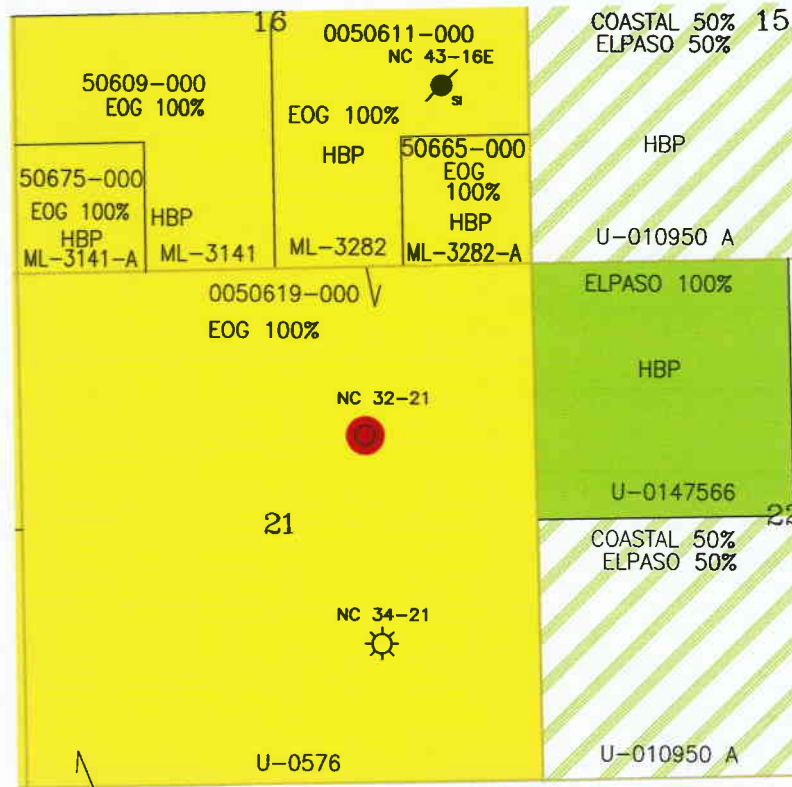 16
50609-000
EOG 100%
50675-000
EOG 100%
HBP
ML-3141-A
HBP
ML-3141
0050611-000
NC 43-16E
SI
EOG 100%
HBP
ML-3282
50665-000
EOG
100%
HBP
ML-3282-A
COASTAL 50%
ELPASO 50%
15
HBP
U-010950 A
0050619-000
EOG 100%
NC 32-21
21
NC 34-21
U-0576
ELPASO 100%
HBP
U-0147566
22
COASTAL 50%
ELPASO 50%
U-010950 A